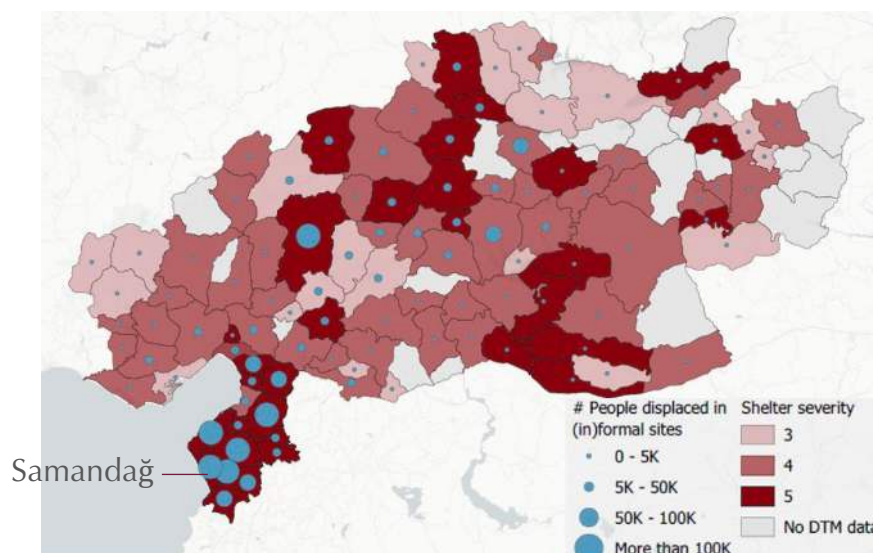 Samandağ
# People displaced in
(in)formal sites
0 - 5K
5K - 50K
50K - 100K
More than 100K
Shelter severity
3
4
5
No DTM data